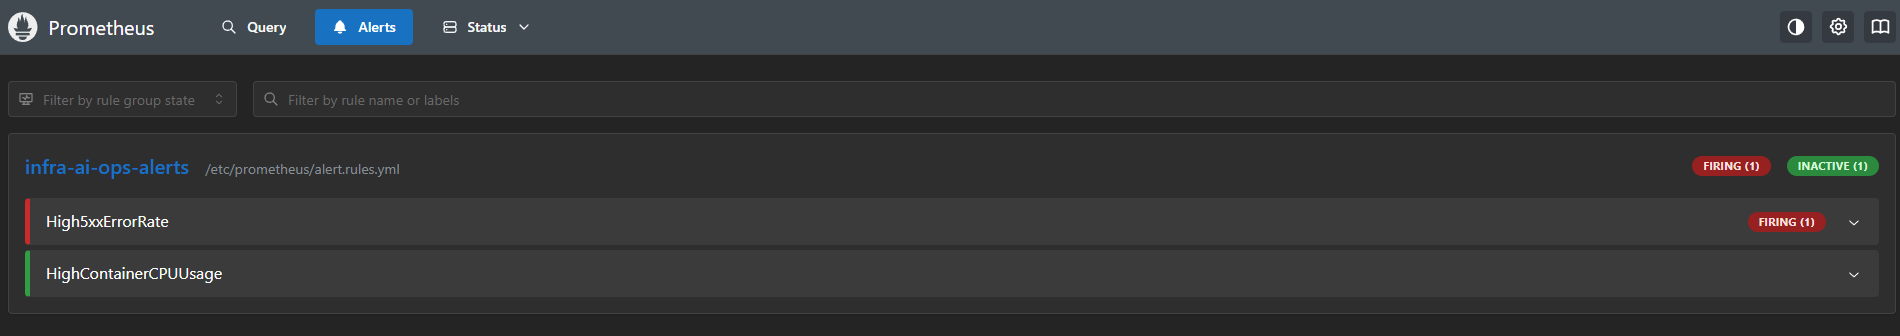 Prometheus Query Alerts Status
Filter by rule group state Filter by rule name or labels
infra-ai-ops-alerts /etc/prometheus/alert.rules.yml FIRING (1) INACTIVE (1)
High5xxErrorRate FIRING (1)
HighContainerCPUUsage